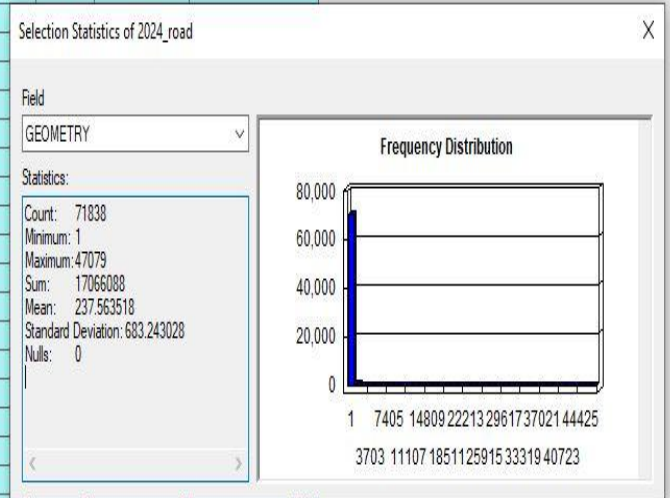 Selection Statistics of 2024_road
X
Field
GEOMETRY
Statistics:
Count: 71838
Minimum: 1
Maximum: 47079
Sum: 17066088
Mean: 237.563518
Standard Deviation: 683.243028
Nulls: 0
Frequency Distribution
80,000
60,000
40,000
20,000
0
1 7405 14809 22213 29617 37021 44425
3703 11107 18511 25915 33319 40723